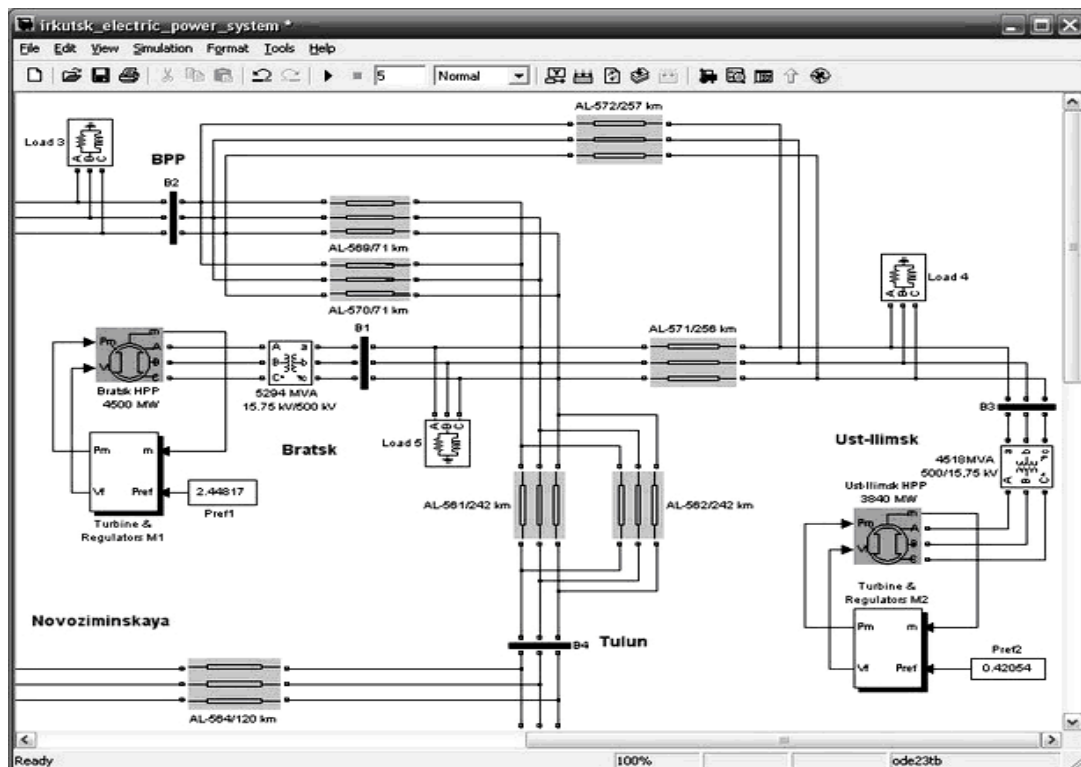 irkutsk_electric_power_system *
File Edit View Simulation Format Tools Help
5 Normal
AL-572/257 km
Load 3
A B C
BPP
B2
AL-569/71 km
AL-570/71 km
Load 4
A B C
B1
AL-571/256 km
Pm m A
Vf B C
Bratsk HPP
4500 MW
A a
B b
C c
5294 MVA
15.75 kV/500 kV
B3
Load 5
A B C
Bratsk
Ust-Ilimsk
4518MVA
500/15.75 kV
a b c
A B C
Pm m
Vf Pref
2.44817
Pref1
Turbine &
Regulators M1
AL-561/242 km
AL-562/242 km
Ust-Ilimsk HPP
3840 MW
Pm m A
Vf B C
Turbine &
Regulators M2
Pm m
Vf Pref
Pref2
0.42054
Novoziminskaya
B4
Tulun
AL-564/120 km
Ready 100% ode23tb